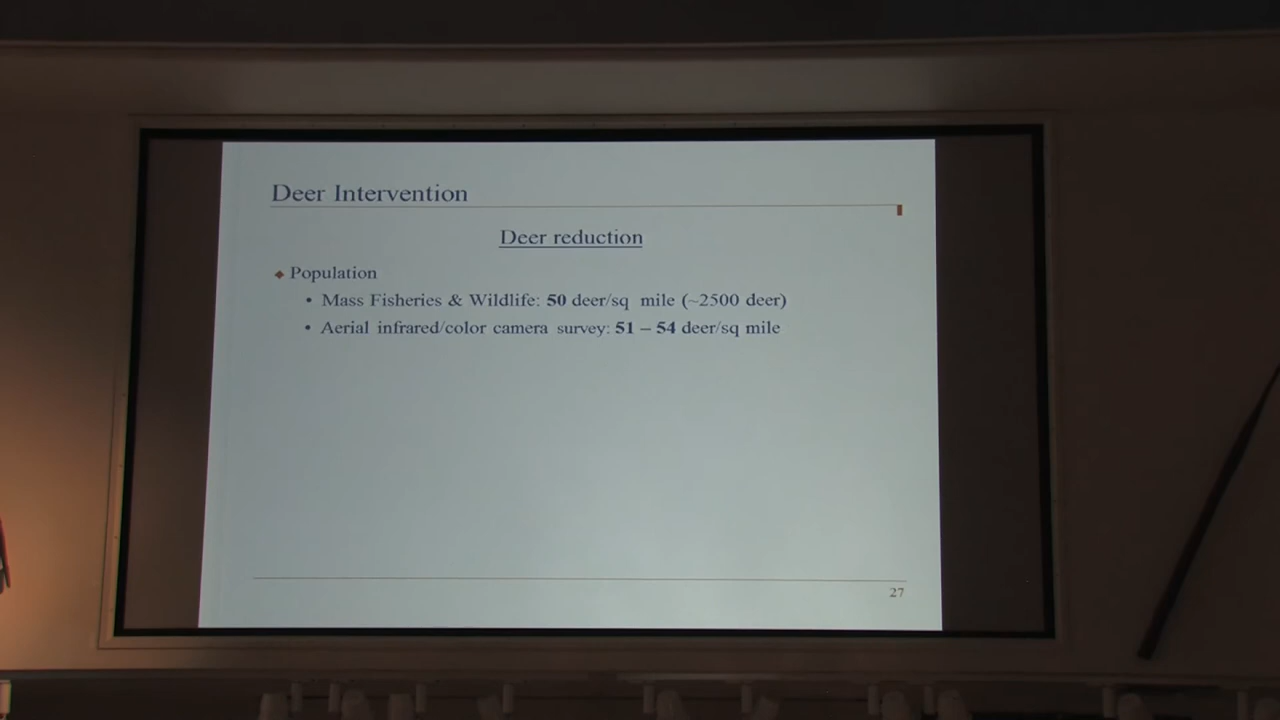 Deer Intervention
Deer reduction
Population
• Mass Fisheries & Wildlife: 50 deer/sq mile (~2500 deer)
• Aerial infrared/color camera survey: 51 – 54 deer/sq mile
27